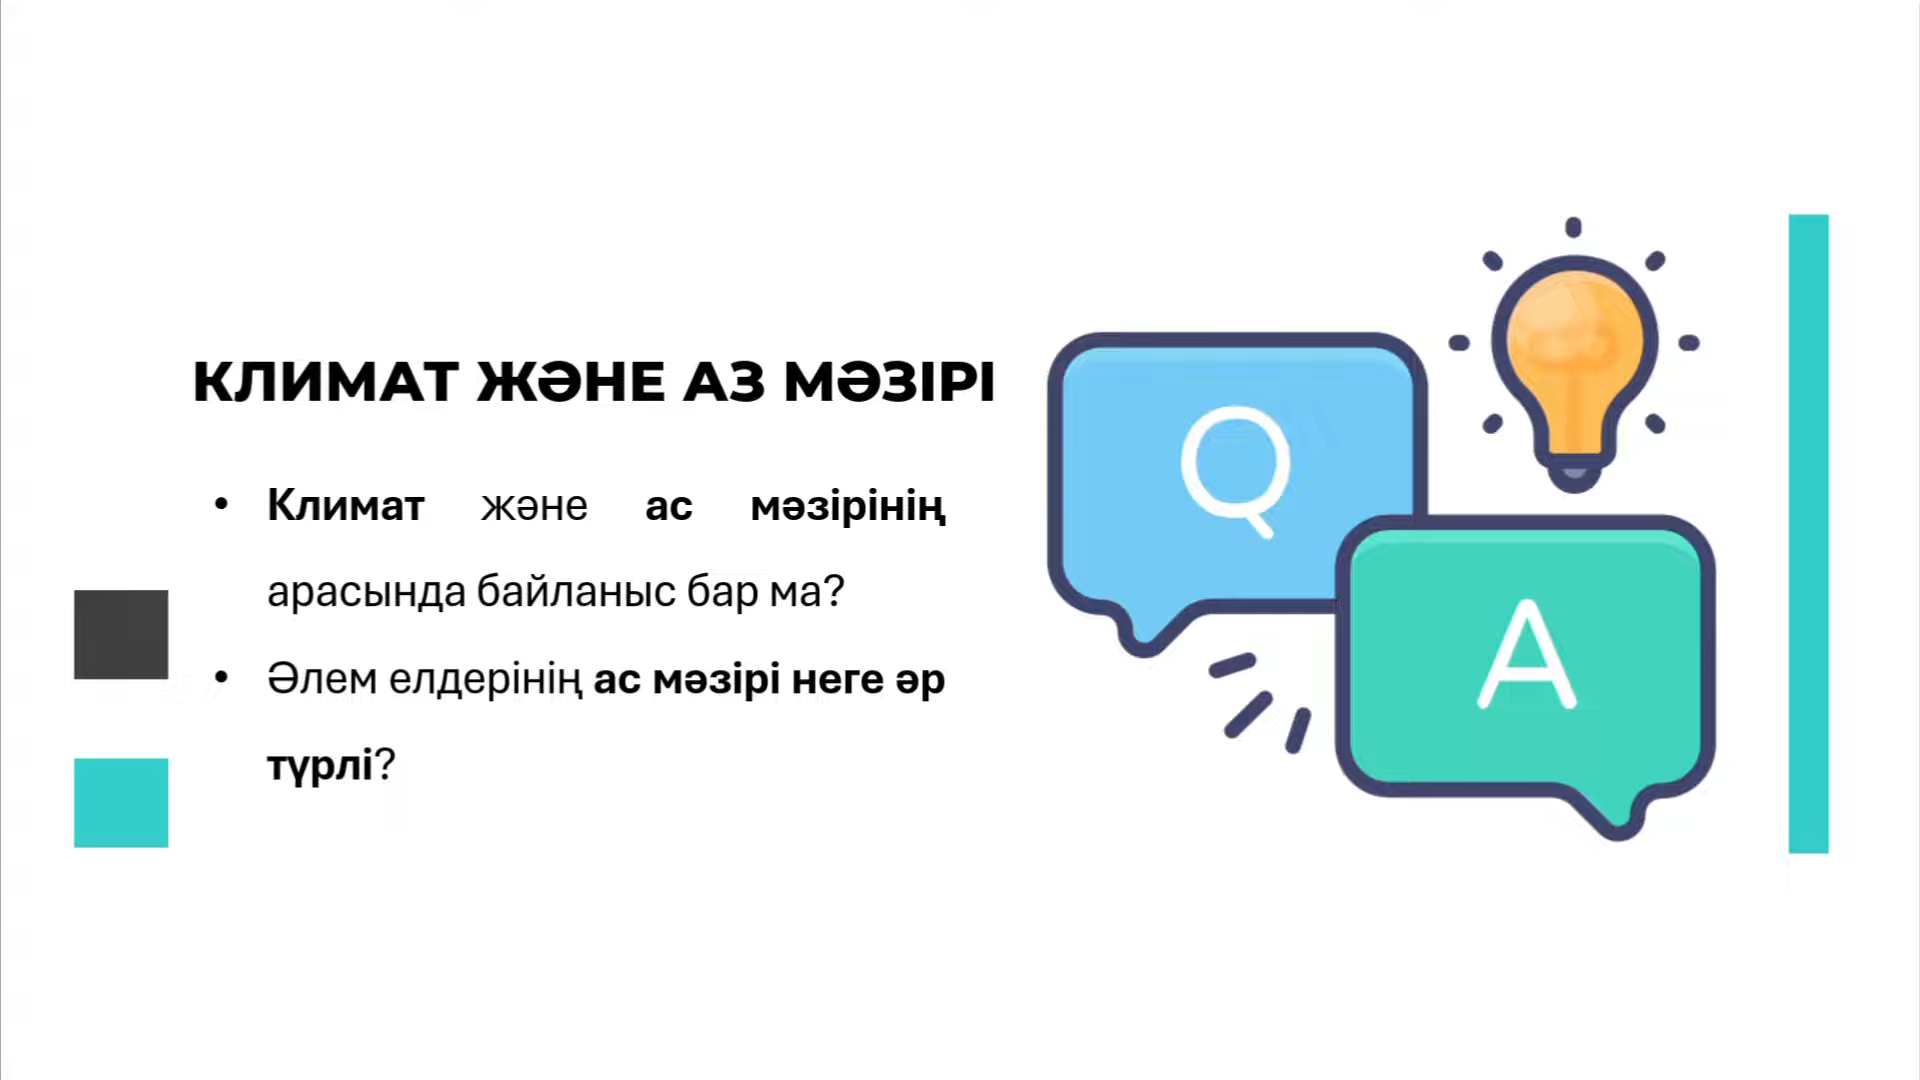 КЛИМАТ ЖӘНЕ АЗ МӘЗІРІ
• Климат және ас мәзірінің
арасында байланыс бар ма?
• Әлем елдерінің ас мәзірі неге әр
түрлі?
Q
A